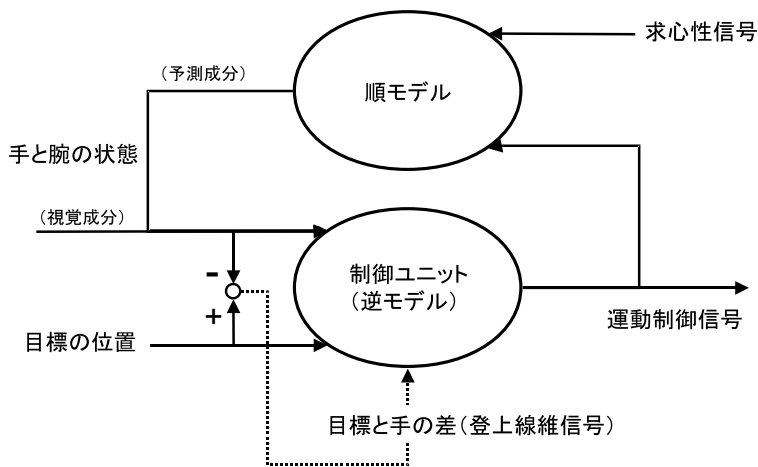 求心性信号
(予測成分)
順モデル
手と腕の状態
(視覚成分)
制御ユニット
(逆モデル)
-
+
運動制御信号
目標の位置
目標と手の差(登上線維信号)